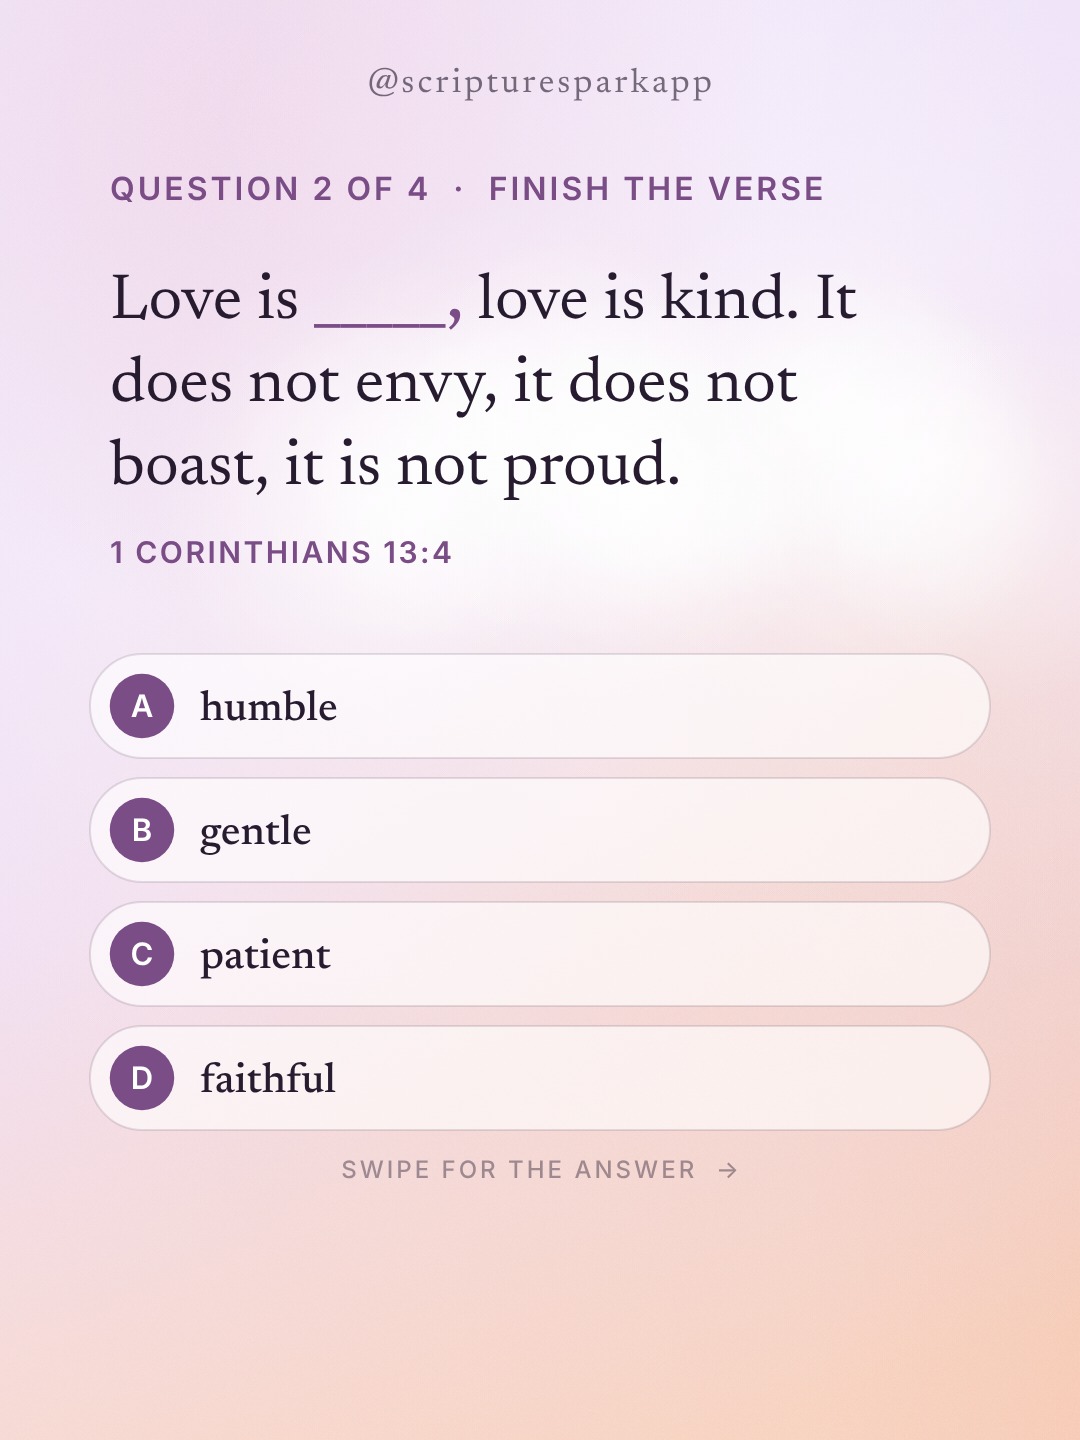 @scripturesparkapp
QUESTION 2 OF 4 · FINISH THE VERSE
Love is _____, love is kind. It
does not envy, it does not
boast, it is not proud.
1 CORINTHIANS 13:4
A humble
B gentle
C patient
D faithful
SWIPE FOR THE ANSWER →